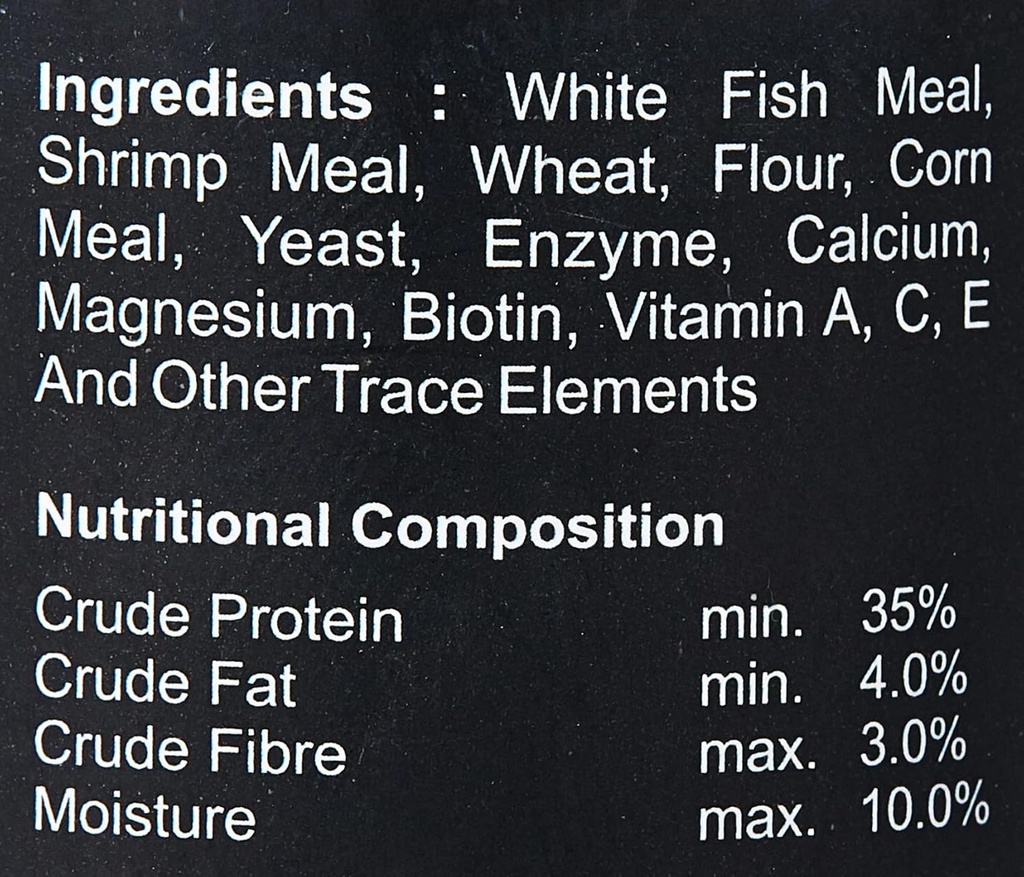 Ingredients : White Fish Meal,
Shrimp Meal, Wheat, Flour, Corn
Meal, Yeast, Enzyme, Calcium,
Magnesium, Biotin, Vitamin A, C, E
And Other Trace Elements
Nutritional Composition
Crude Protein min. 35%
Crude Fat min. 4.0%
Crude Fibre max. 3.0%
Moisture max. 10.0%